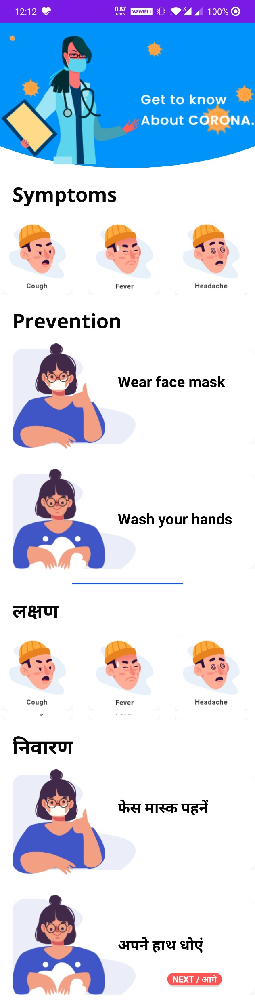 12:12
0.87
KB/S
Vo WiFi 1
x
100%
Get to know
About CORONA.
Symptoms
Cough Fever Headache
Prevention
Wear face mask
Wash your hands
लक्षण
Cough Fever Headache
निवारण
फेस मास्क पहनें
अपने हाथ धोएं
NEXT / आगे